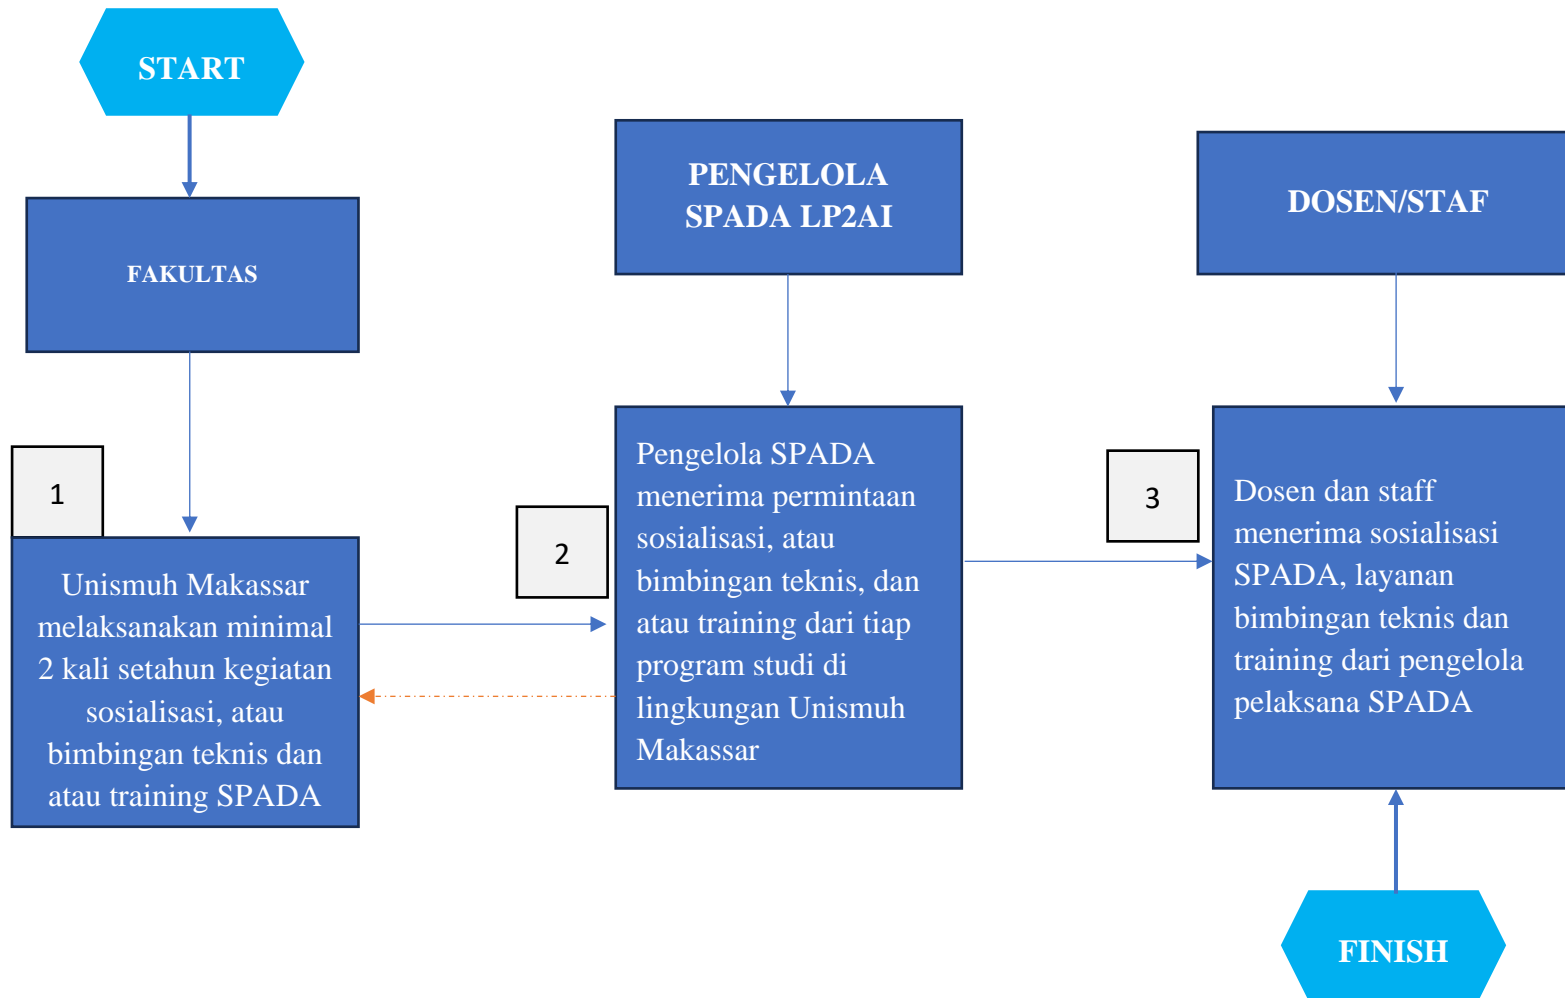 START
FAKULTAS
1
Unismuh Makassar
melaksanakan minimal
2 kali setahun kegiatan
sosialisasi, atau
bimbingan teknis dan
atau training SPADA
PENGELOLA
SPADA LP2AI
2
Pengelola SPADA
menerima permintaan
sosialisasi, atau
bimbingan teknis, dan
atau training dari tiap
program studi di
lingkungan Unismuh
Makassar
DOSEN/STAF
3
Dosen dan staff
menerima sosialisasi
SPADA, layanan
bimbingan teknis dan
training dari pengelola
pelaksana SPADA
FINISH